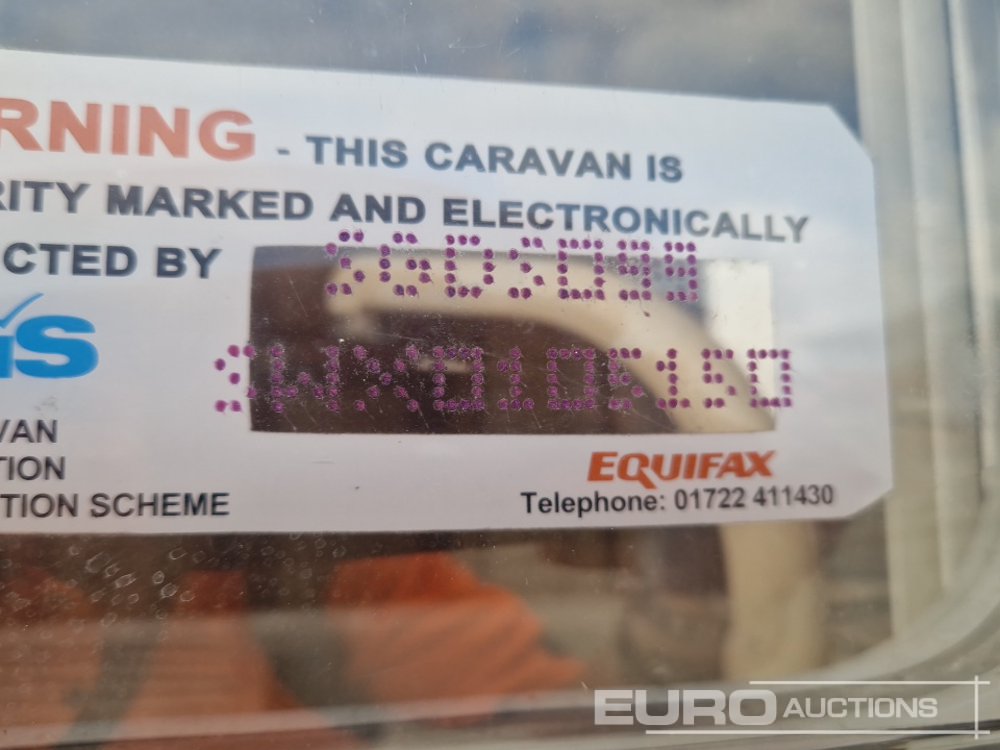 RNING - THIS CARAVAN IS
RITY MARKED AND ELECTRONICALLY
CTED BY
VAN
TION
TION SCHEME
EQUIFAX
Telephone: 01722 411430
EURO AUCTIONS